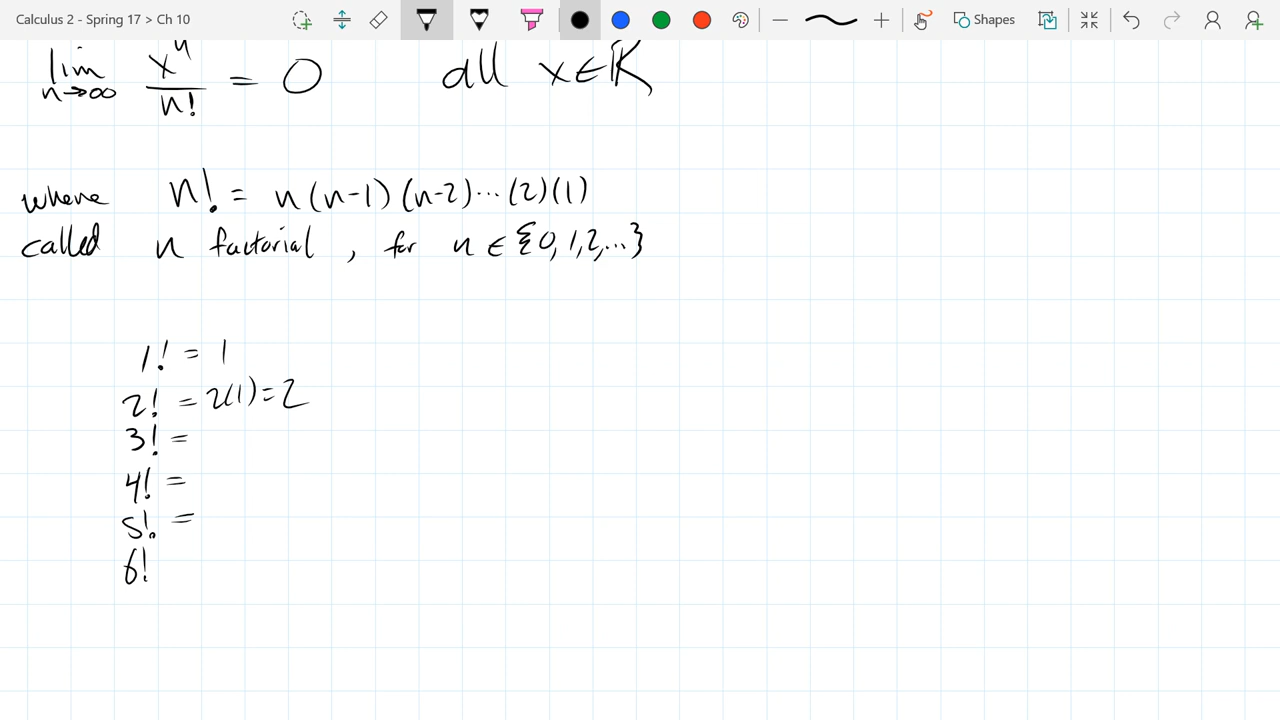 Calculus 2 - Spring 17 > Ch 10
Shapes
lim n→∞ xⁿ/n! = 0 all x∈ℝ
where n! = n(n-1)(n-2)···(2)(1)
called n factorial, for n ∈ {0,1,2,...}
1! = 1
2! = 2(1) = 2
3! =
4! =
5! =
6!